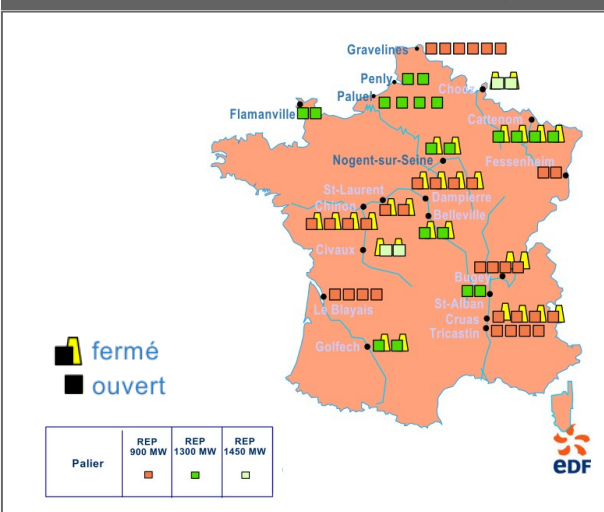 Gravelines
Penly
Chooz
Paluel
Flamanville
Cattenom
Nogent-sur-Seine
Fessenheim
St-Laurent
Dampierre
Chinon
Belleville
Civaux
Bugey
St-Alban
Le Blayais
Cruas
Tricastin
Golfech
fermé
ouvert
Palier
REP
900 MW
REP
1300 MW
REP
1450 MW
eDF